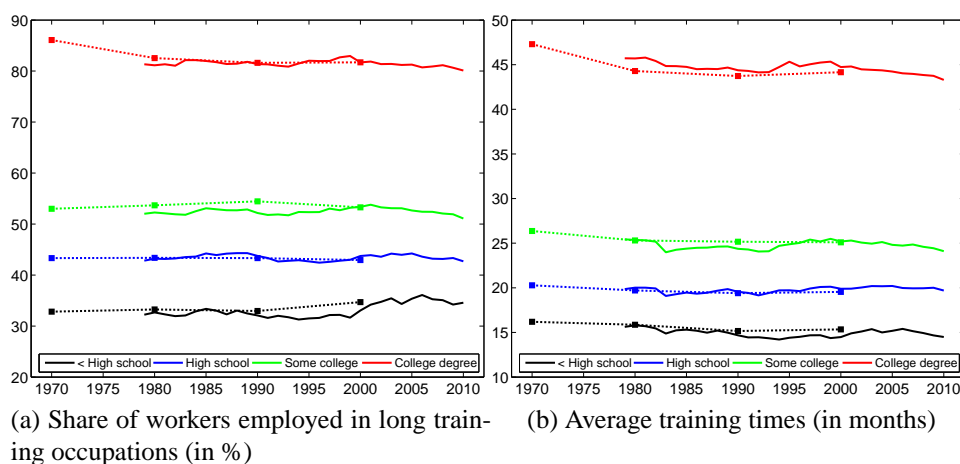 90
80
70
60
50
40
30
20
1970 1975 1980 1985 1990 1995 2000 2005 2010
< High school High school Some college College degree
(a) Share of workers employed in long train-
ing occupations (in %)
50
45
40
35
30
25
20
15
10
1970 1975 1980 1985 1990 1995 2000 2005 2010
< High school High school Some college College degree
(b) Average training times (in months)